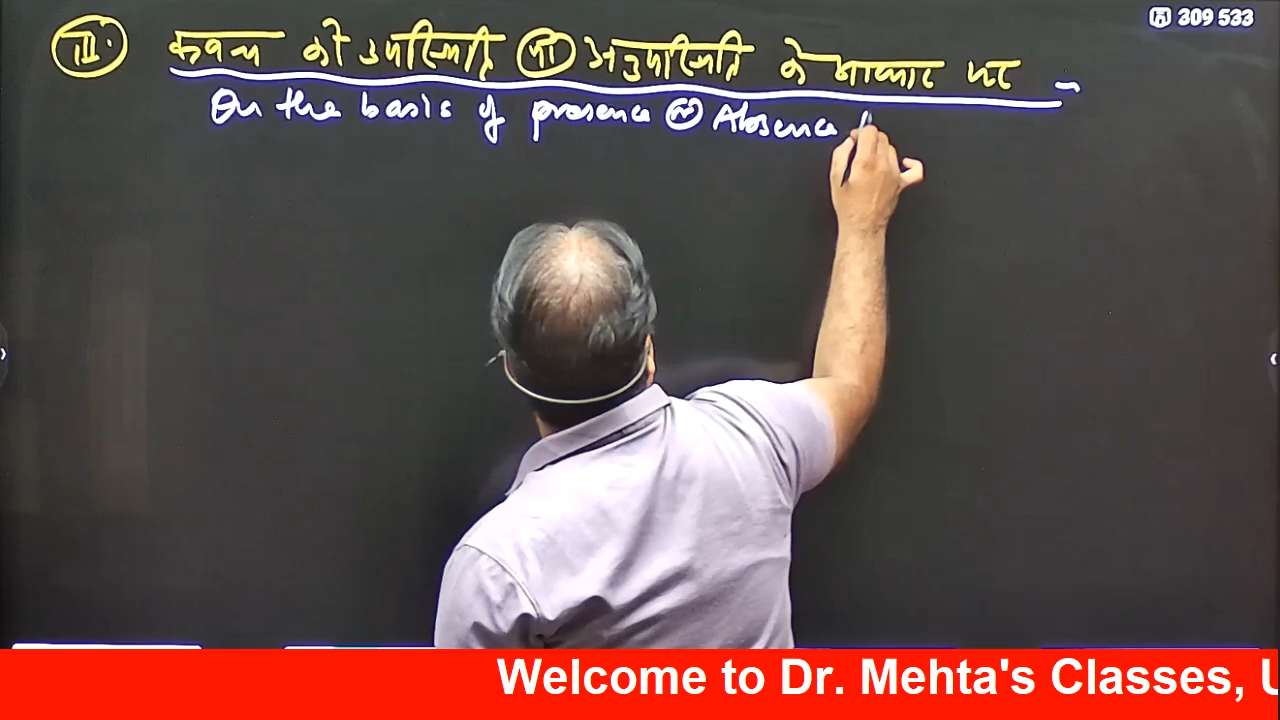 309 533
III. कवच की उपस्थिति या अनुपस्थिति के आधार पर -
On the basis of presence or Absence
Welcome to Dr. Mehta's Classes, U